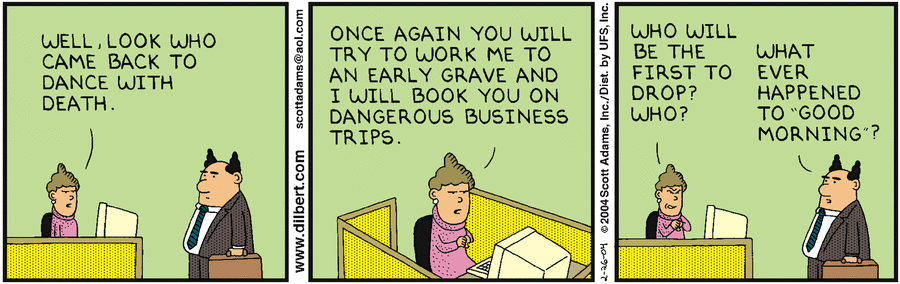 WELL, LOOK WHO
CAME BACK TO
DANCE WITH
DEATH.
www.dilbert.com scottadams@aol.com
ONCE AGAIN YOU WILL
TRY TO WORK ME TO
AN EARLY GRAVE AND
I WILL BOOK YOU ON
DANGEROUS BUSINESS
TRIPS.
2-26-04 © 2004 Scott Adams, Inc./Dist. by UFS, Inc.
WHO WILL
BE THE
FIRST TO
DROP?
WHO?
WHAT
EVER
HAPPENED
TO "GOOD
MORNING"?